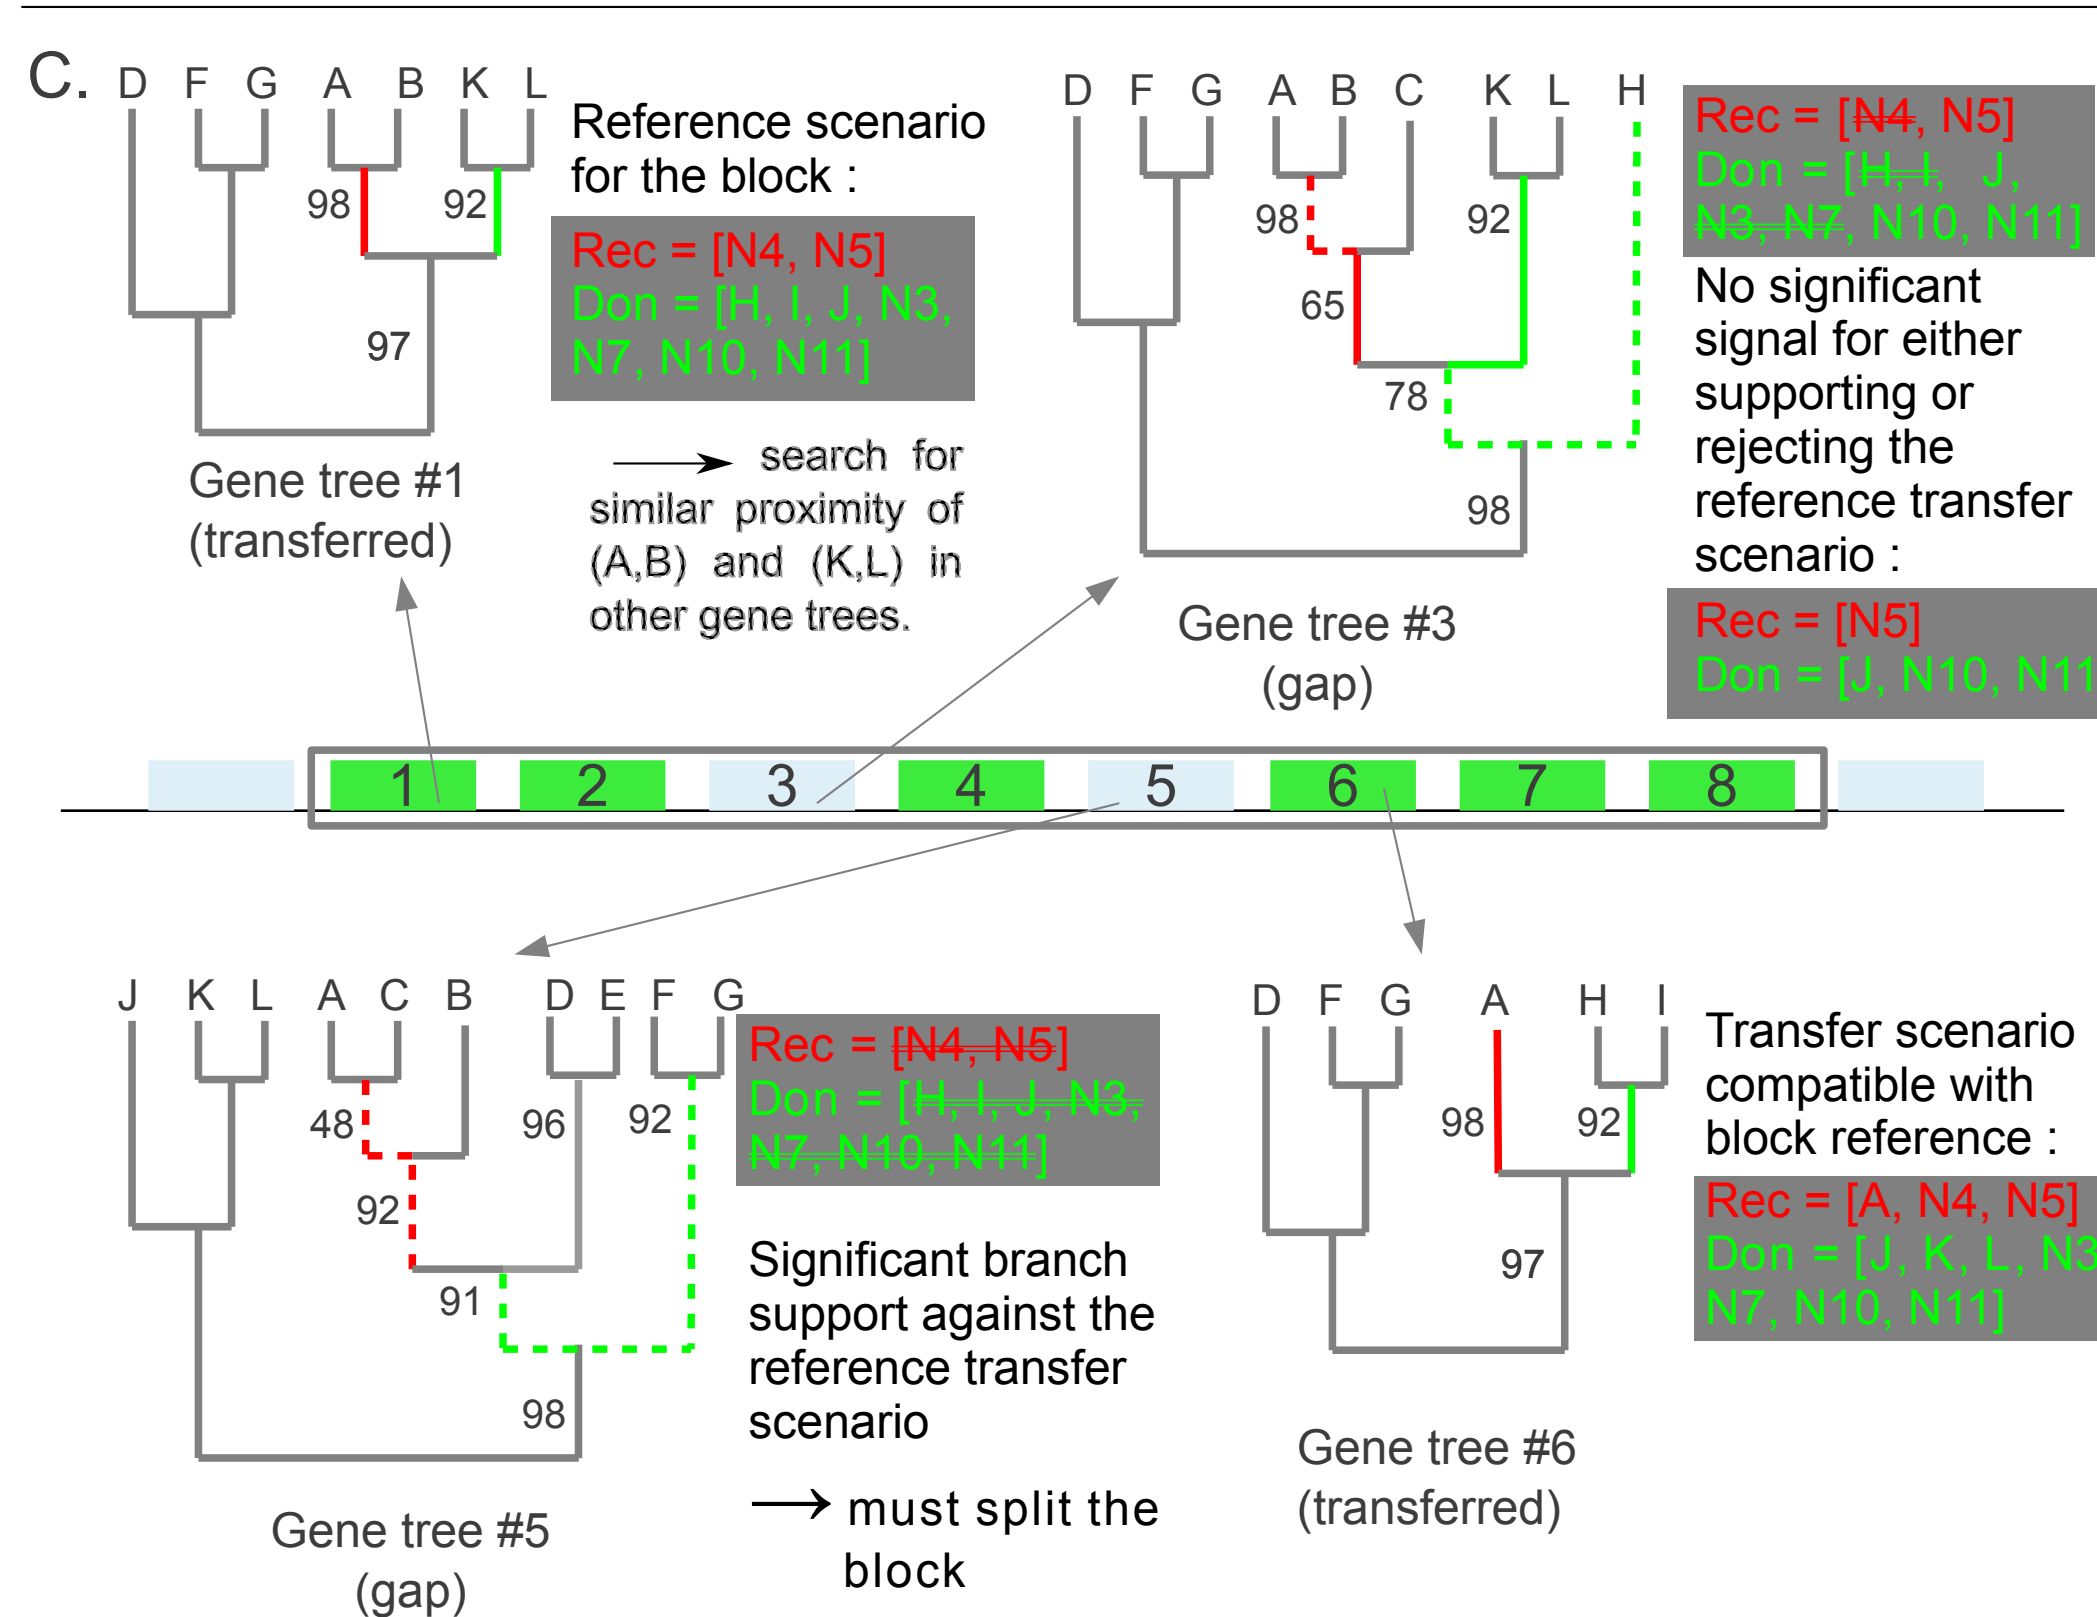 C.
D F G A B K L
98
92
97
Gene tree #1
(transferred)
Reference scenario
for the block :
Rec = [N4, N5]
Don = [H, I, J, N3,
N7, N10, N11]
search for
similar proximity of
(A,B) and (K,L) in
other gene trees.
D F G A B C K L H
98
92
65
78
98
Gene tree #3
(gap)
Rec = [N4, N5]
Don = [H, I, J,
N3, N7, N10, N11]
No significant
signal for either
supporting or
rejecting the
reference transfer
scenario :
Rec = [N5]
Don = [J, N10, N11
1 2 3 4 5 6 7 8
J K L A C B D E F G
48
96
92
92
91
98
Gene tree #5
(gap)
Rec = [N4, N5]
Don = [H, I, J, N3,
N7, N10, N11]
Significant branch
support against the
reference transfer
scenario
must split the
block
D F G A H I
98
92
97
Gene tree #6
(transferred)
Transfer scenario
compatible with
block reference :
Rec = [A, N4, N5]
Don = [J, K, L, N3
N7, N10, N11]